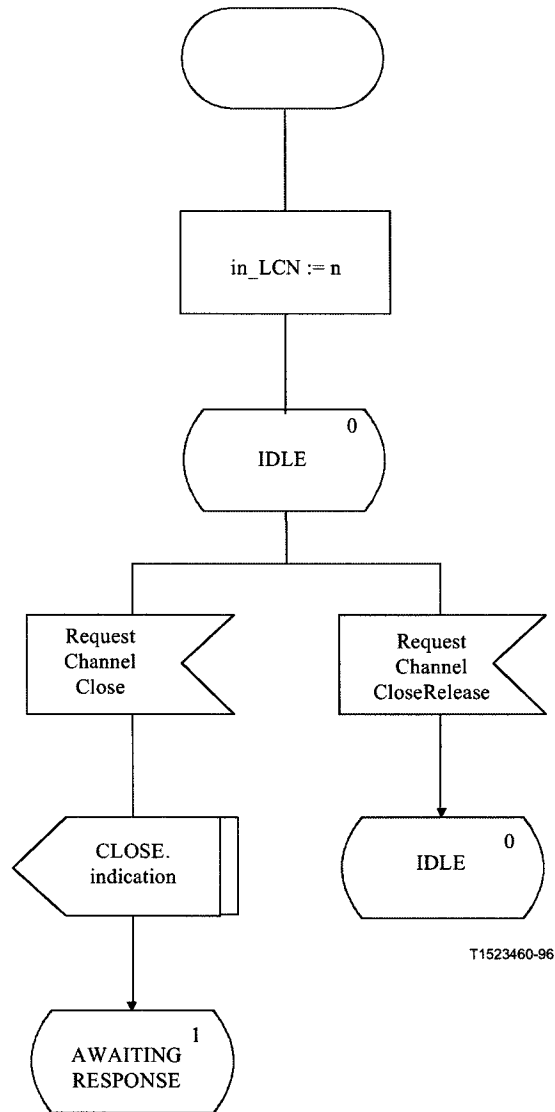 in_LCN := n
0
IDLE
Request
Channel
Close
Request
Channel
CloseRelease
CLOSE.
indication
0
IDLE
T1523460-96
1
AWAITING
RESPONSE